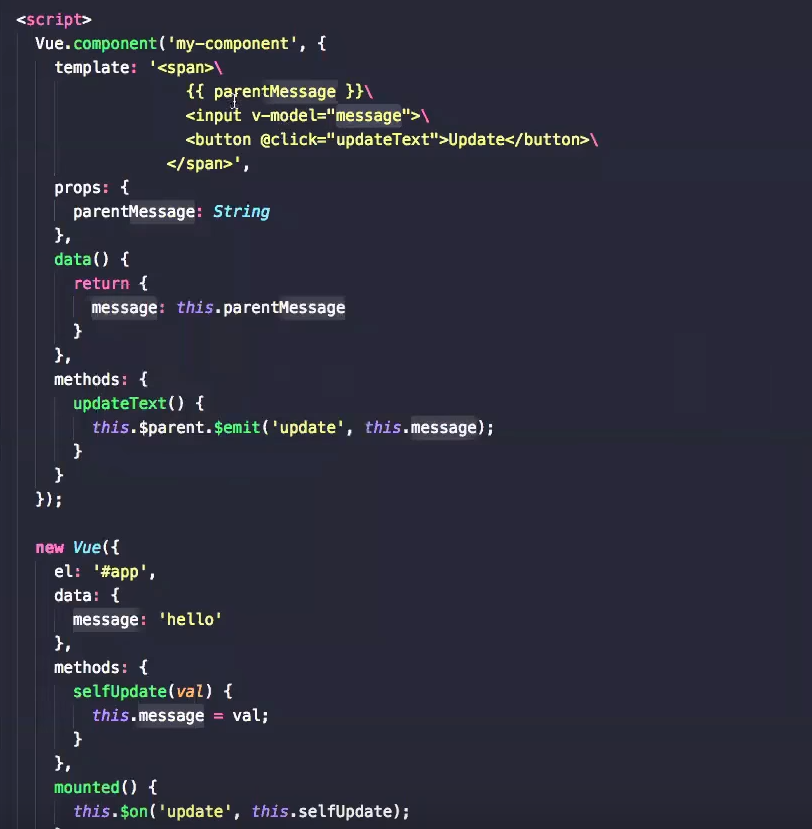 <script>
Vue.component('my-component', {
template: '<span>\
{{ parentMessage }}\
<input v-model="message">\
<button @click="updateText">Update</button>\
</span>',
props: {
parentMessage: String
},
data() {
return {
message: this.parentMessage
}
},
methods: {
updateText() {
this.$parent.$emit('update', this.message);
}
}
});
new Vue({
el: '#app',
data: {
message: 'hello'
},
methods: {
selfUpdate(val) {
this.message = val;
}
},
mounted() {
this.$on('update', this.selfUpdate);